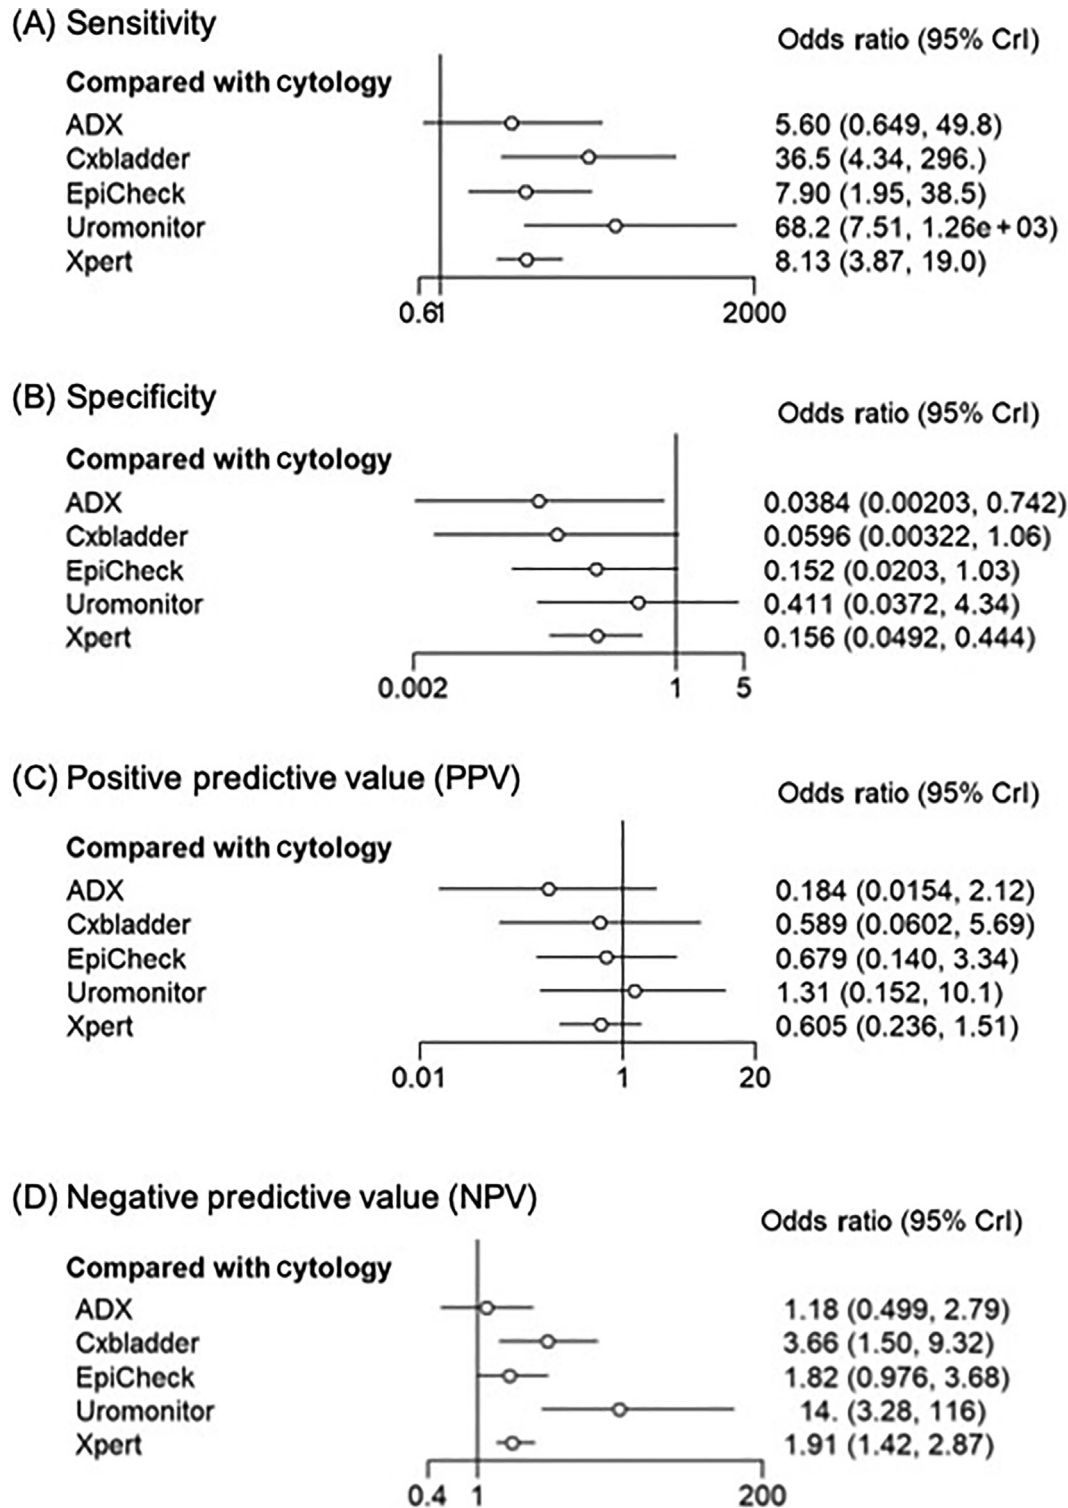 (A) Sensitivity
Odds ratio (95% CrI)
Compared with cytology
ADX 5.60 (0.649, 49.8)
Cxbladder 36.5 (4.34, 296.)
EpiCheck 7.90 (1.95, 38.5)
Uromonitor 68.2 (7.51, 1.26e+03)
Xpert 8.13 (3.87, 19.0)
0.6 1 2000
(B) Specificity
Odds ratio (95% CrI)
Compared with cytology
ADX 0.0384 (0.00203, 0.742)
Cxbladder 0.0596 (0.00322, 1.06)
EpiCheck 0.152 (0.0203, 1.03)
Uromonitor 0.411 (0.0372, 4.34)
Xpert 0.156 (0.0492, 0.444)
0.002 1 5
(C) Positive predictive value (PPV)
Odds ratio (95% CrI)
Compared with cytology
ADX 0.184 (0.0154, 2.12)
Cxbladder 0.589 (0.0602, 5.69)
EpiCheck 0.679 (0.140, 3.34)
Uromonitor 1.31 (0.152, 10.1)
Xpert 0.605 (0.236, 1.51)
0.01 1 20
(D) Negative predictive value (NPV)
Odds ratio (95% CrI)
Compared with cytology
ADX 1.18 (0.499, 2.79)
Cxbladder 3.66 (1.50, 9.32)
EpiCheck 1.82 (0.976, 3.68)
Uromonitor 14. (3.28, 116)
Xpert 1.91 (1.42, 2.87)
0.4 1 200